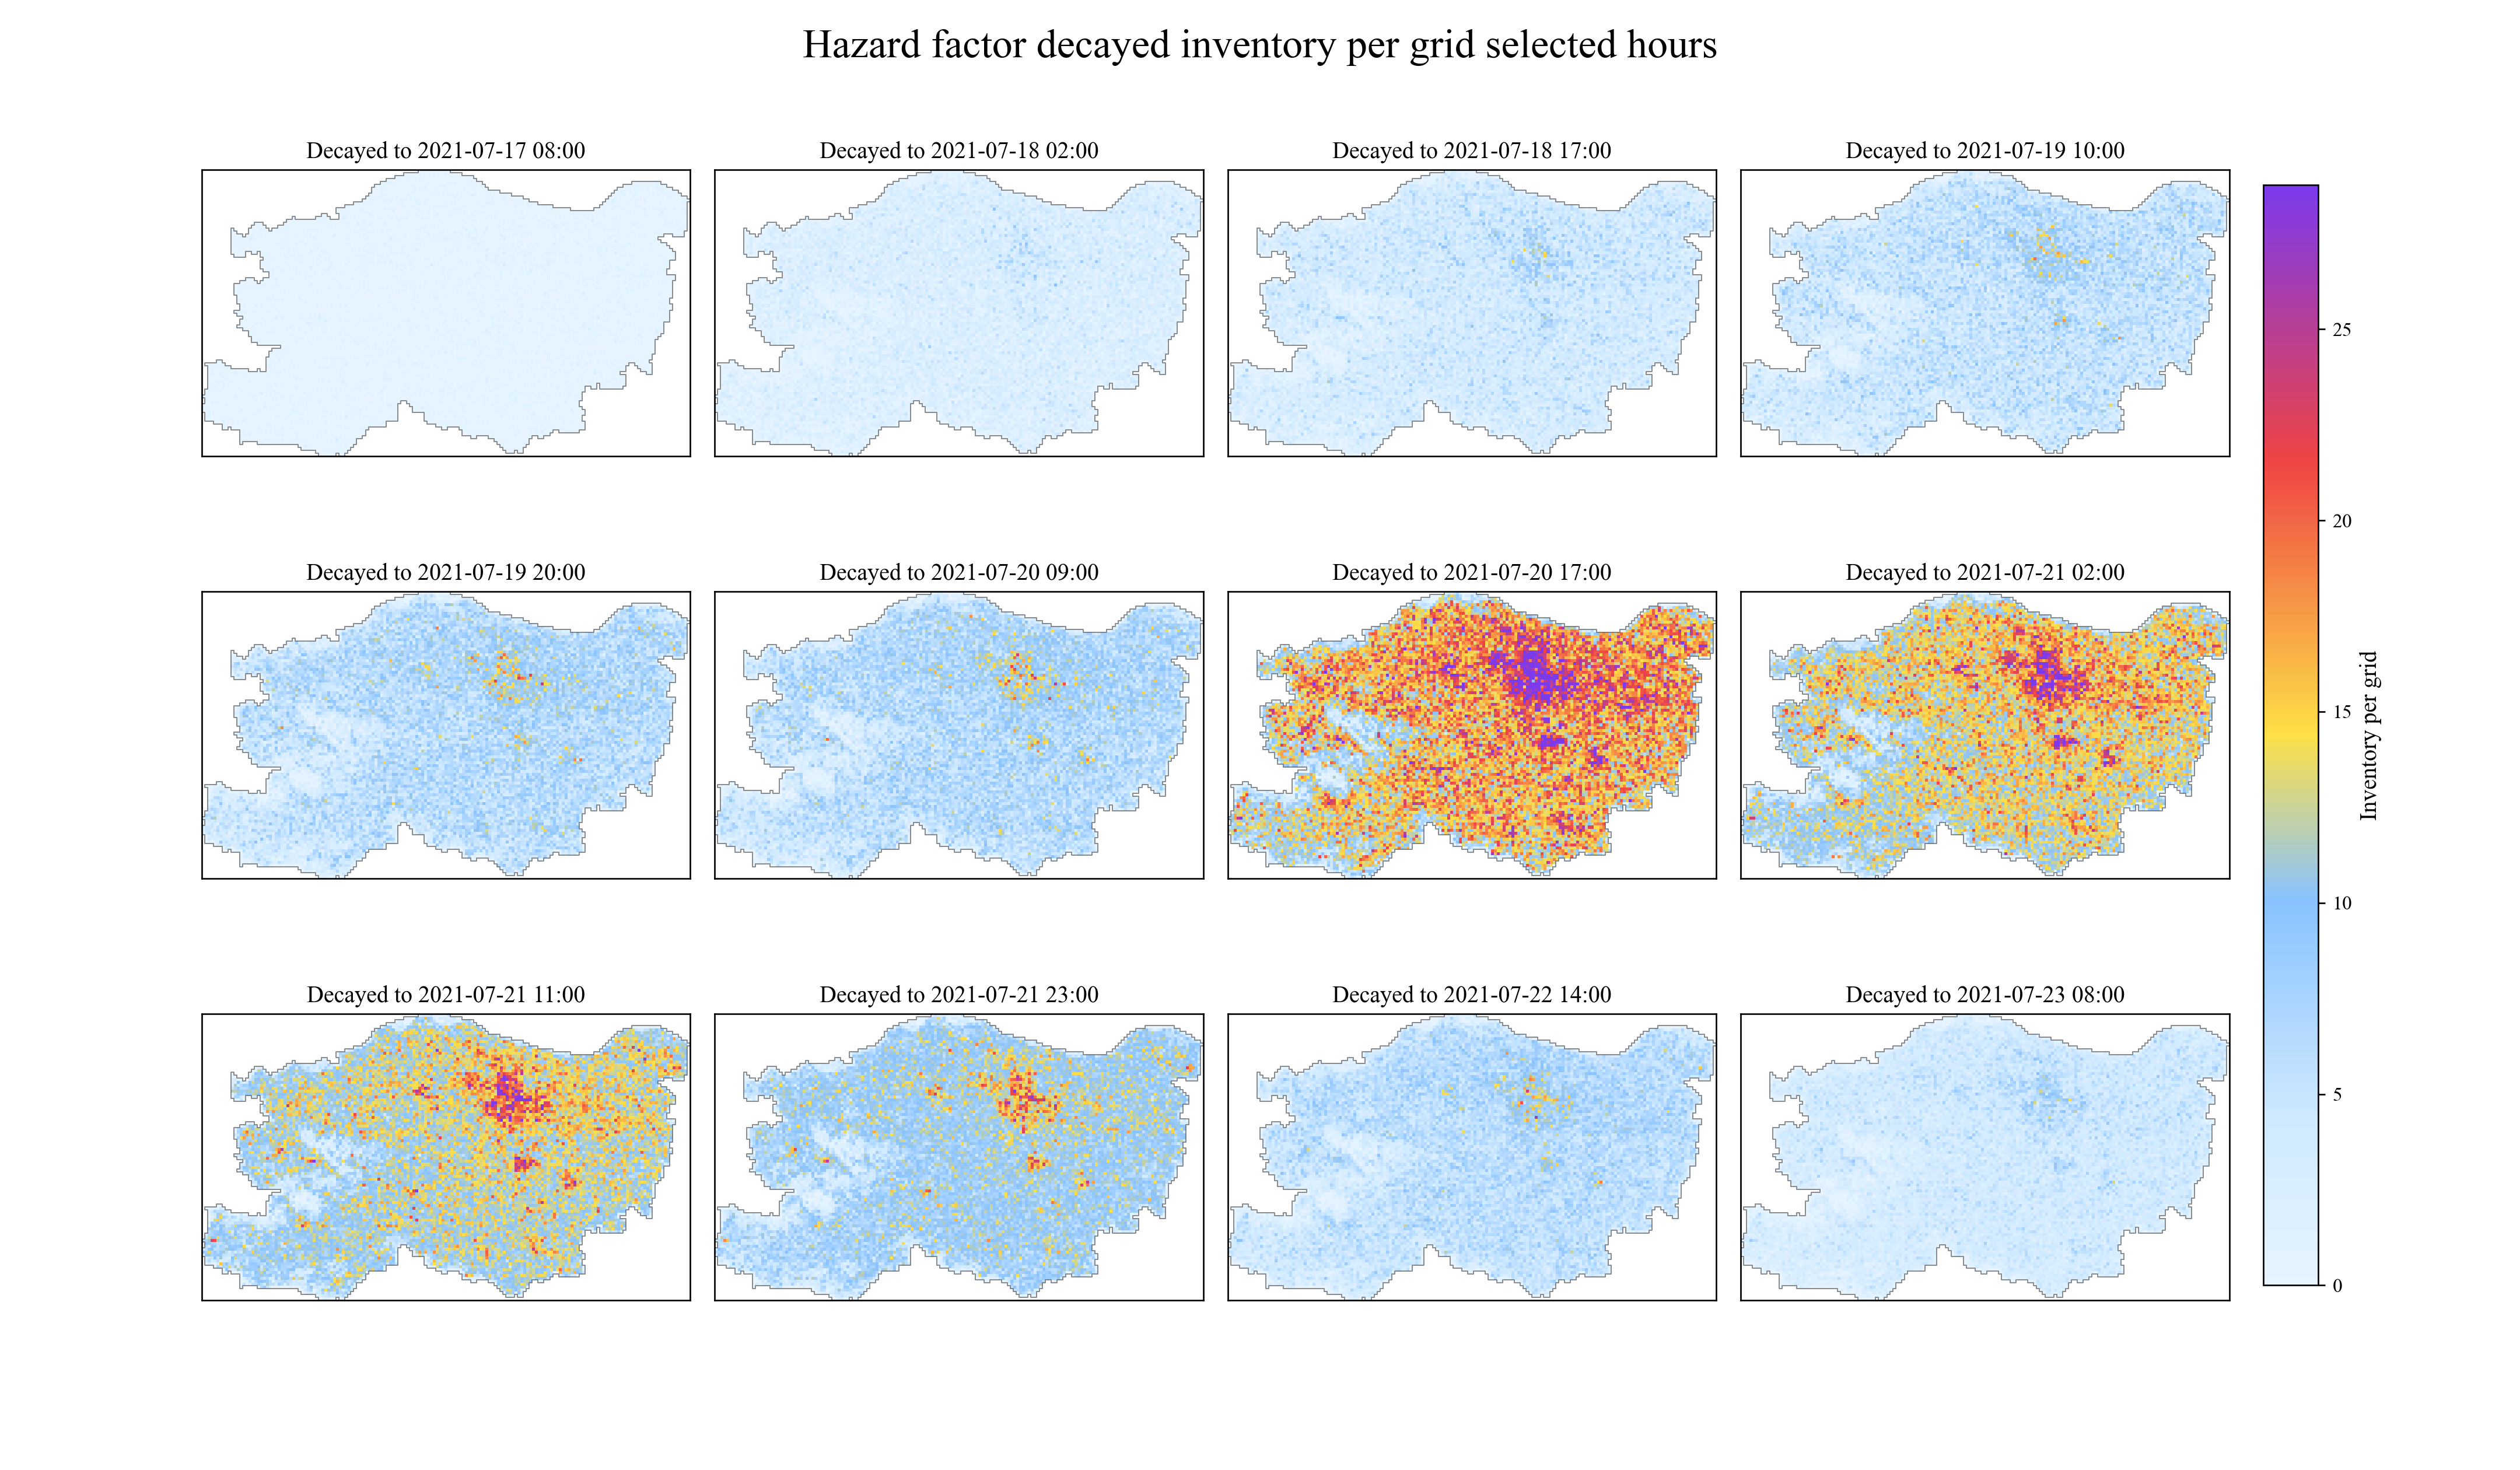 Hazard factor decayed inventory per grid selected hours
Decayed to 2021-07-17 08:00
Decayed to 2021-07-18 02:00
Decayed to 2021-07-18 17:00
Decayed to 2021-07-19 10:00
Decayed to 2021-07-19 20:00
Decayed to 2021-07-20 09:00
Decayed to 2021-07-20 17:00
Decayed to 2021-07-21 02:00
Decayed to 2021-07-21 11:00
Decayed to 2021-07-21 23:00
Decayed to 2021-07-22 14:00
Decayed to 2021-07-23 08:00
25
20
15
10
5
0
Inventory per grid